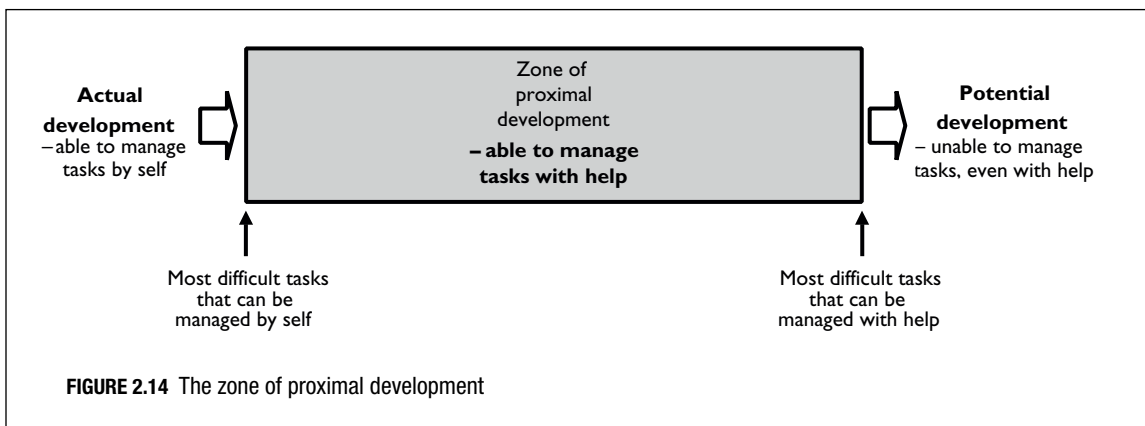 Actual
development
– able to manage
tasks by self
Zone of
proximal
development
– able to manage
tasks with help
Potential
development
– unable to manage
tasks, even with help
Most difficult tasks
that can be
managed by self
Most difficult tasks
that can be
managed with help
FIGURE 2.14 The zone of proximal development